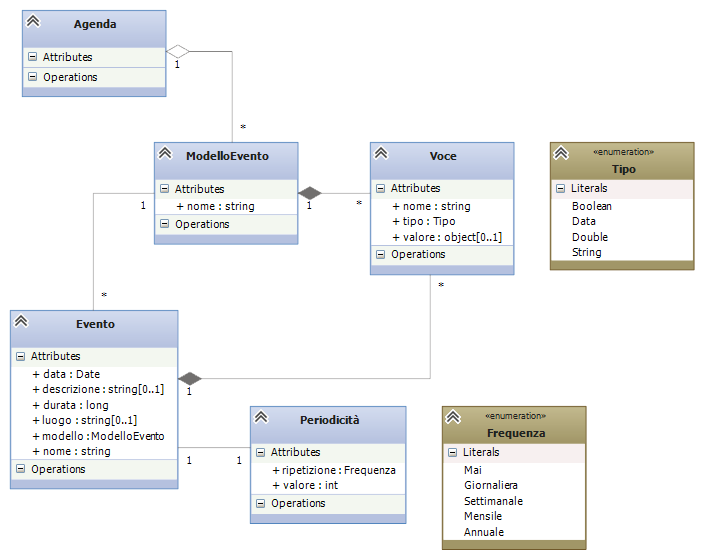 Agenda
Attributes
Operations
1
*
ModelloEvento
Attributes
+ nome : string
Operations
1
1
*
Voce
Attributes
+ nome : string
+ tipo : Tipo
+ valore : object[0..1]
Operations
*
«enumeration»
Tipo
Literals
Boolean
Data
Double
String
*
Evento
Attributes
+ data : Date
+ descrizione : string[0..1]
+ durata : long
+ luogo : string[0..1]
+ modello : ModelloEvento
+ nome : string
Operations
1
1
1
Periodicità
Attributes
+ ripetizione : Frequenza
+ valore : int
Operations
«enumeration»
Frequenza
Literals
Mai
Giornaliera
Settimanale
Mensile
Annuale